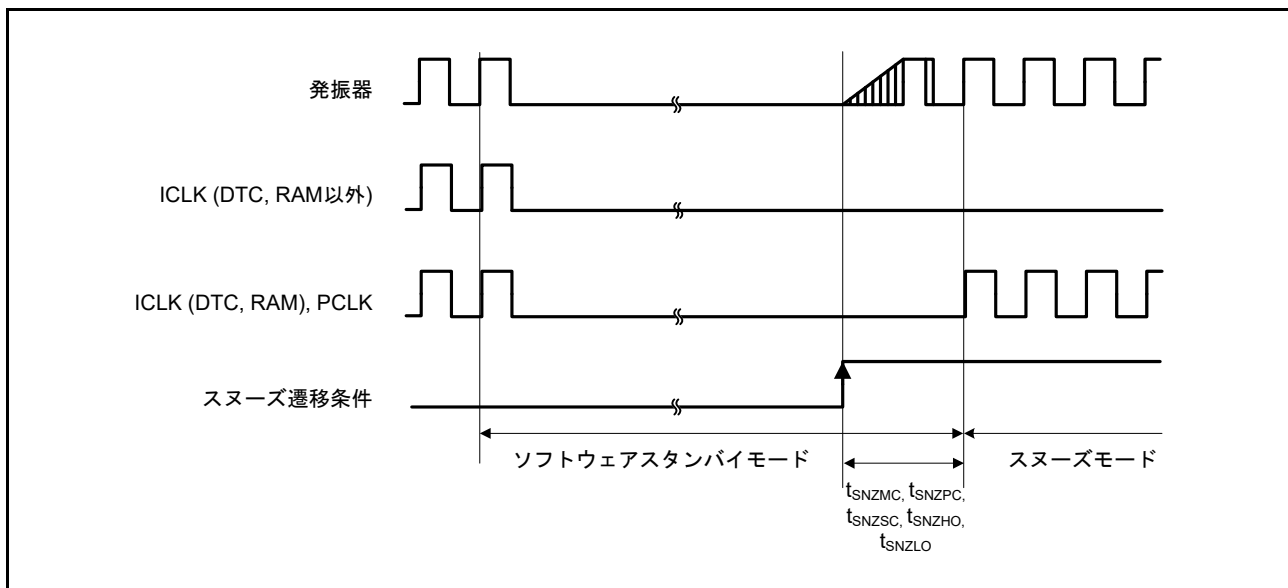 発振器
ICLK (DTC, RAM以外)
ICLK (DTC, RAM), PCLK
スヌーズ遷移条件
ソフトウェアスタンバイモード
スヌーズモード
tSNZMC, tSNZPC,
tSNZSC, tSNZHO,
tSNZLO